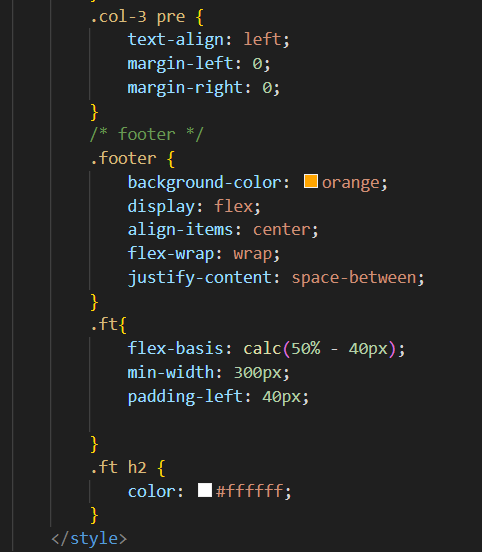 .col-3 pre {
text-align: left;
margin-left: 0;
margin-right: 0;
}
/* footer */
.footer {
background-color: orange;
display: flex;
align-items: center;
flex-wrap: wrap;
justify-content: space-between;
}
.ft{
flex-basis: calc(50% - 40px);
min-width: 300px;
padding-left: 40px;
}
.ft h2 {
color: #ffffff;
}
</style>